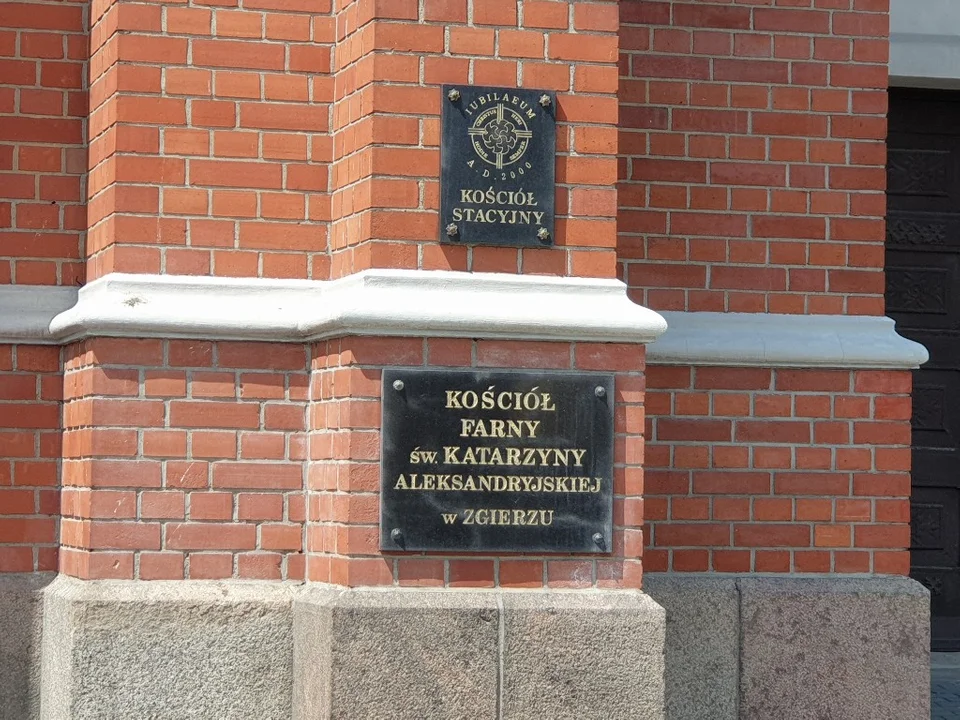 IUBILAEUM
A.D.2000
KOŚCIÓŁ
STACYJNY
KOŚCIÓŁ
FARNY
ŚW. KATARZYNY
ALEKSANDRYJSKIEJ
W ZGIERZU